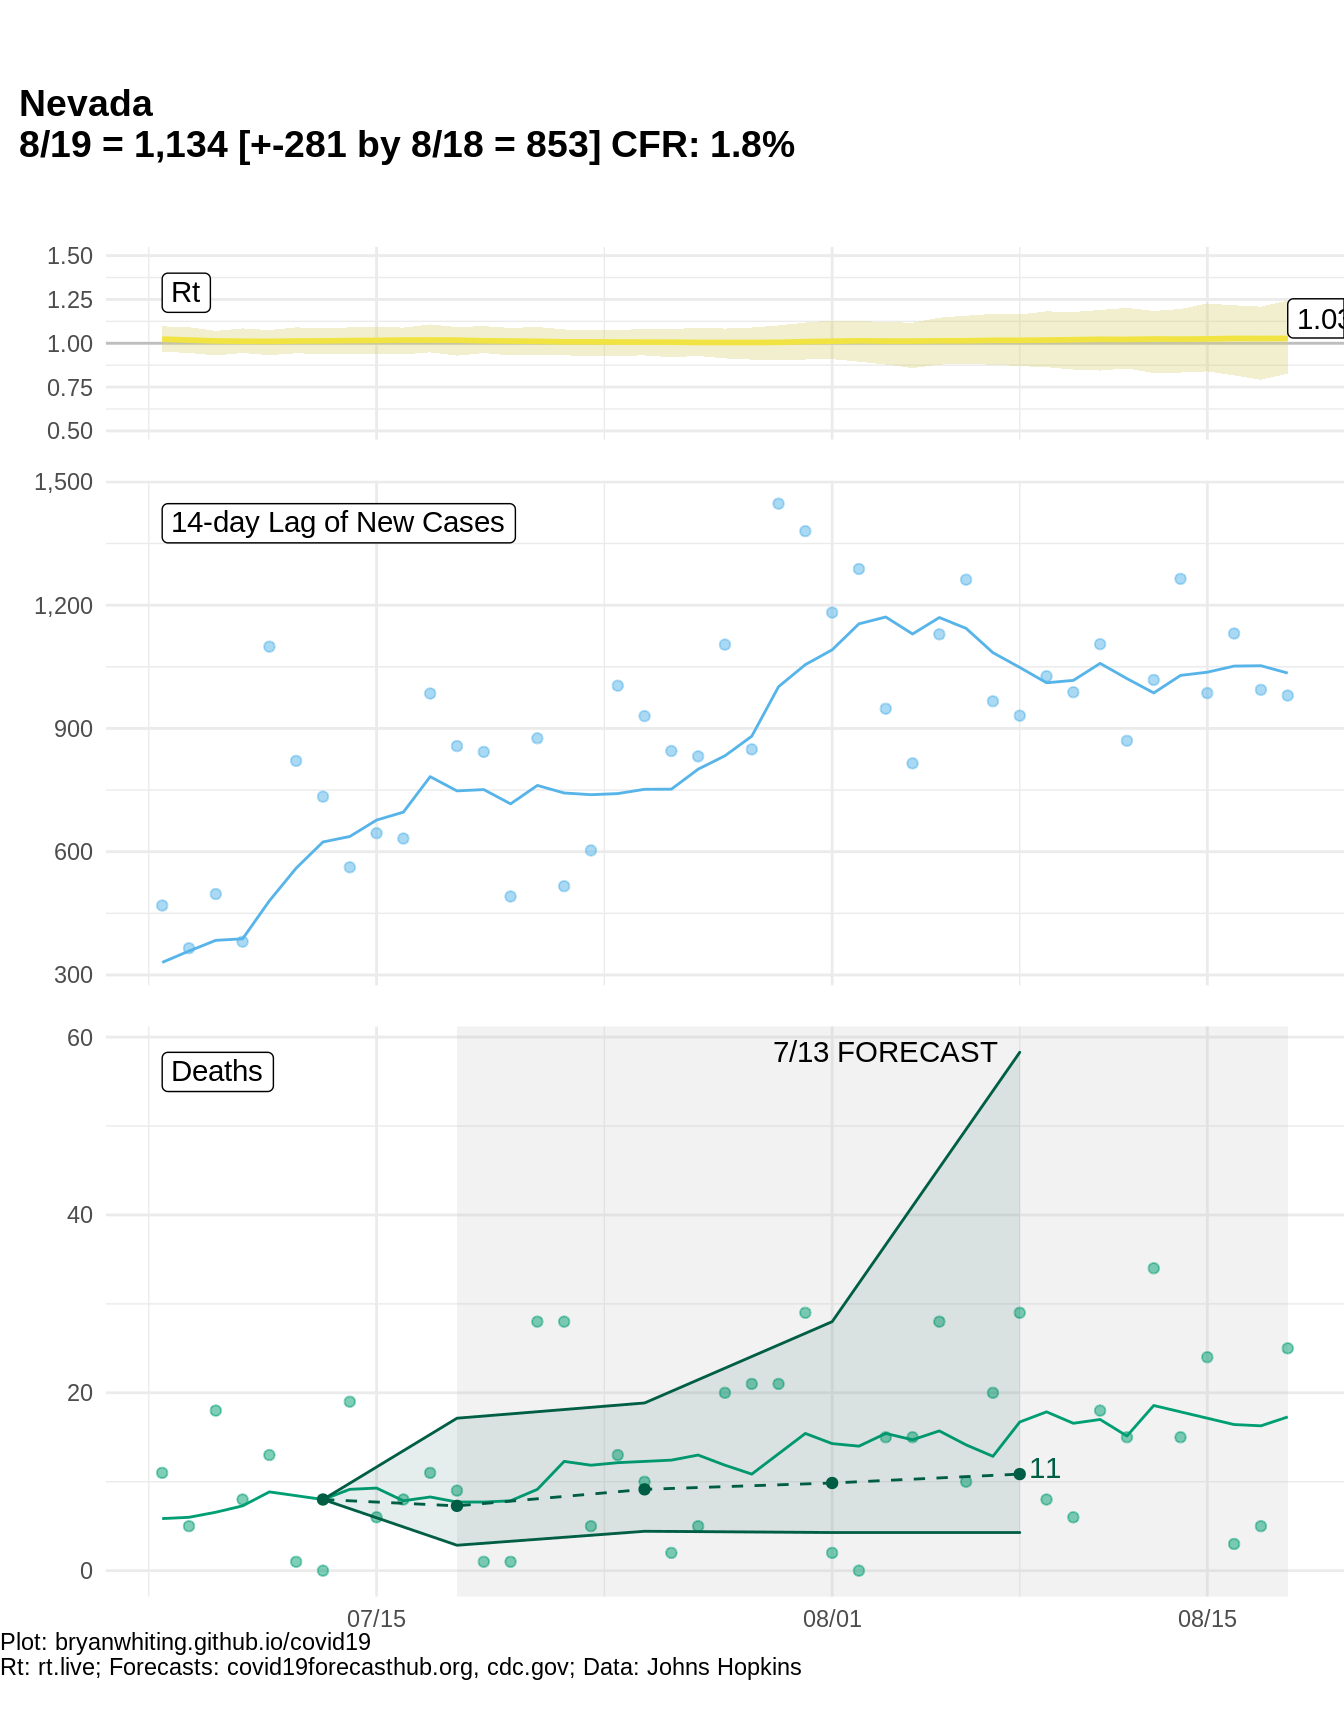 Nevada
8/19 = 1,134 [+-281 by 8/18 = 853] CFR: 1.8%
1.50
1.25
1.00
0.75
0.50
Rt
1.03
1,500
1,200
900
600
300
14-day Lag of New Cases
60
40
20
0
Deaths
7/13 FORECAST
11
07/15 08/01 08/15
Plot: bryanwhiting.github.io/covid19
Rt: rt.live; Forecasts: covid19forecasthub.org, cdc.gov; Data: Johns Hopkins